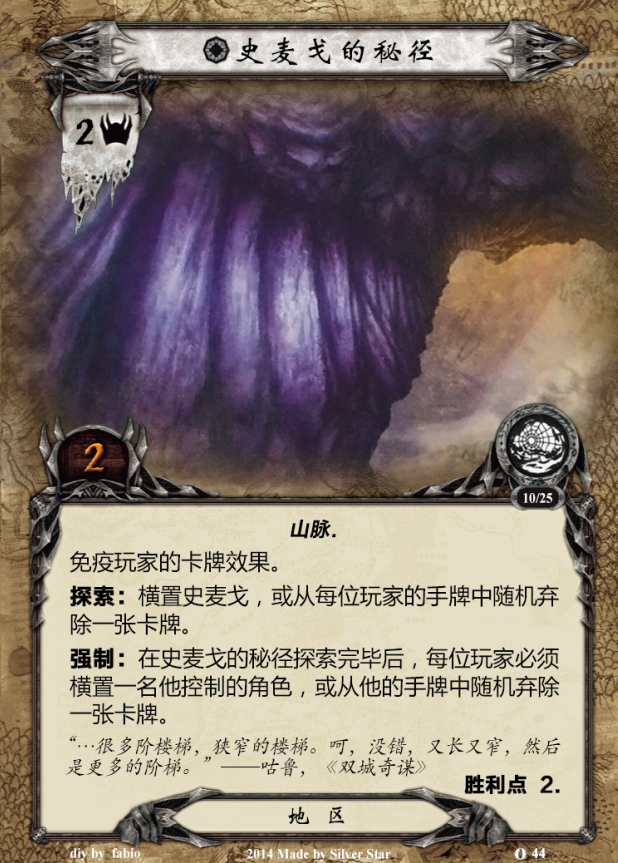 史麦戈的秘径
2
2
10/25
山脉.
免疫玩家的卡牌效果。
探索：横置史麦戈，或从每位玩家的手牌中随机弃
除一张卡牌。
强制：在史麦戈的秘径探索完毕后，每位玩家必须
横置一名他控制的角色，或从他的手牌中随机弃除
一张卡牌。
“…很多阶楼梯，狭窄的楼梯。呵，没错，又长又窄，然后
是更多的阶梯。”——咕鲁，《双城奇谋》
胜利点 2.
地 区
diy by fabio
2014 Made by Silver Star
44